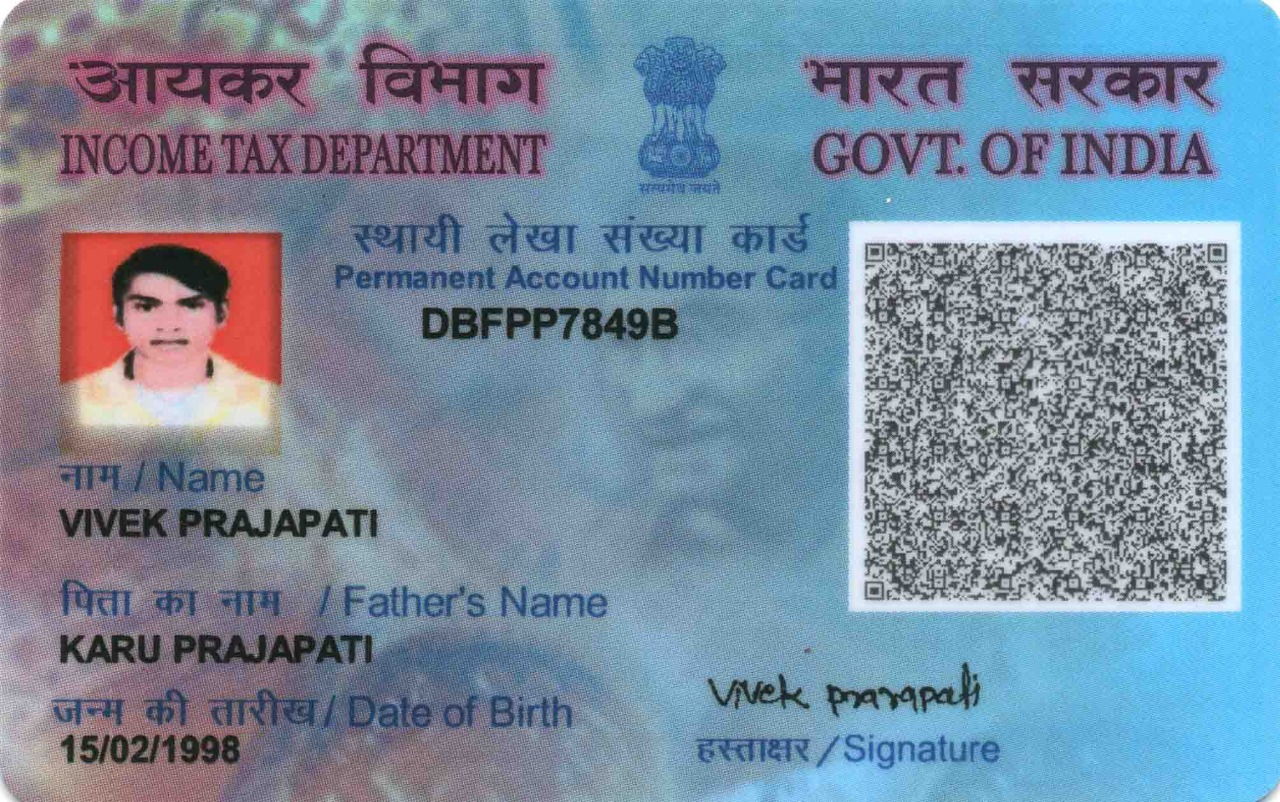 आयकर विभाग
INCOME TAX DEPARTMENT
सत्यमेव जयते
भारत सरकार
GOVT. OF INDIA
स्थायी लेखा संख्या कार्ड
Permanent Account Number Card
DBFPP7849B
नाम / Name
VIVEK PRAJAPATI
पिता का नाम / Father's Name
KARU PRAJAPATI
जन्म की तारीख / Date of Birth
15/02/1998
vivek prarapati
हस्ताक्षर / Signature